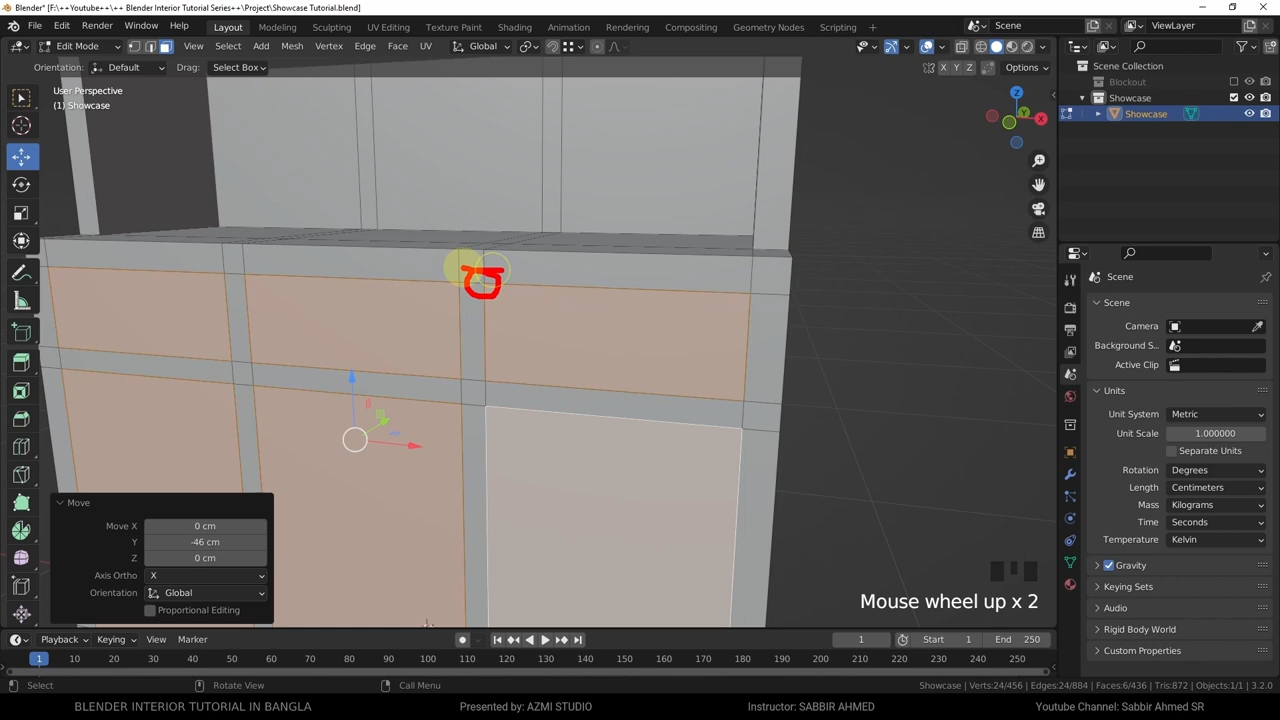 Blender* [F:\++Youtube++\++ Blender Interior Tutorial Series++\Project\Showcase Tutorial.blend]
File Edit Render Window Help Layout Modeling Sculpting UV Editing Texture Paint Shading Animation Rendering Compositing Geometry Nodes Scripting Scene ViewLayer
Edit Mode View Select Add Mesh Vertex Edge Face UV Global
Orientation: Default Drag: Select Box X Y Z Options
User Perspective
(1) Showcase
Z
Y
X
Scene Collection
Blockout
Showcase
Showcase
Scene
Scene
Camera
Background S...
Active Clip
Units
Unit System Metric
Unit Scale 1.000000
Separate Units
Rotation Degrees
Length Centimeters
Mass Kilograms
Time Seconds
Temperature Kelvin
Gravity
Keying Sets
Audio
Rigid Body World
Custom Properties
Move
Move X 0 cm
Y -46 cm
Z 0 cm
Axis Ortho X
Orientation Global
Proportional Editing
Mouse wheel up x 2
Playback Keying View Marker 1 Start 1 End 250
1 10 20 30 40 50 60 70 80 90 100 110 120 130 140 150 160 170 180 190 200 210 220 230 240 250
Select Rotate View Call Menu Showcase | Verts:24/456 | Edges:24/884 | Faces:6/436 | Tris:872 | Objects:1/1 | 3.2.0
BLENDER INTERIOR TUTORIAL IN BANGLA Presented by: AZMI STUDIO Instructor: SABBIR AHMED Youtube Channel: Sabbir Ahmed SR